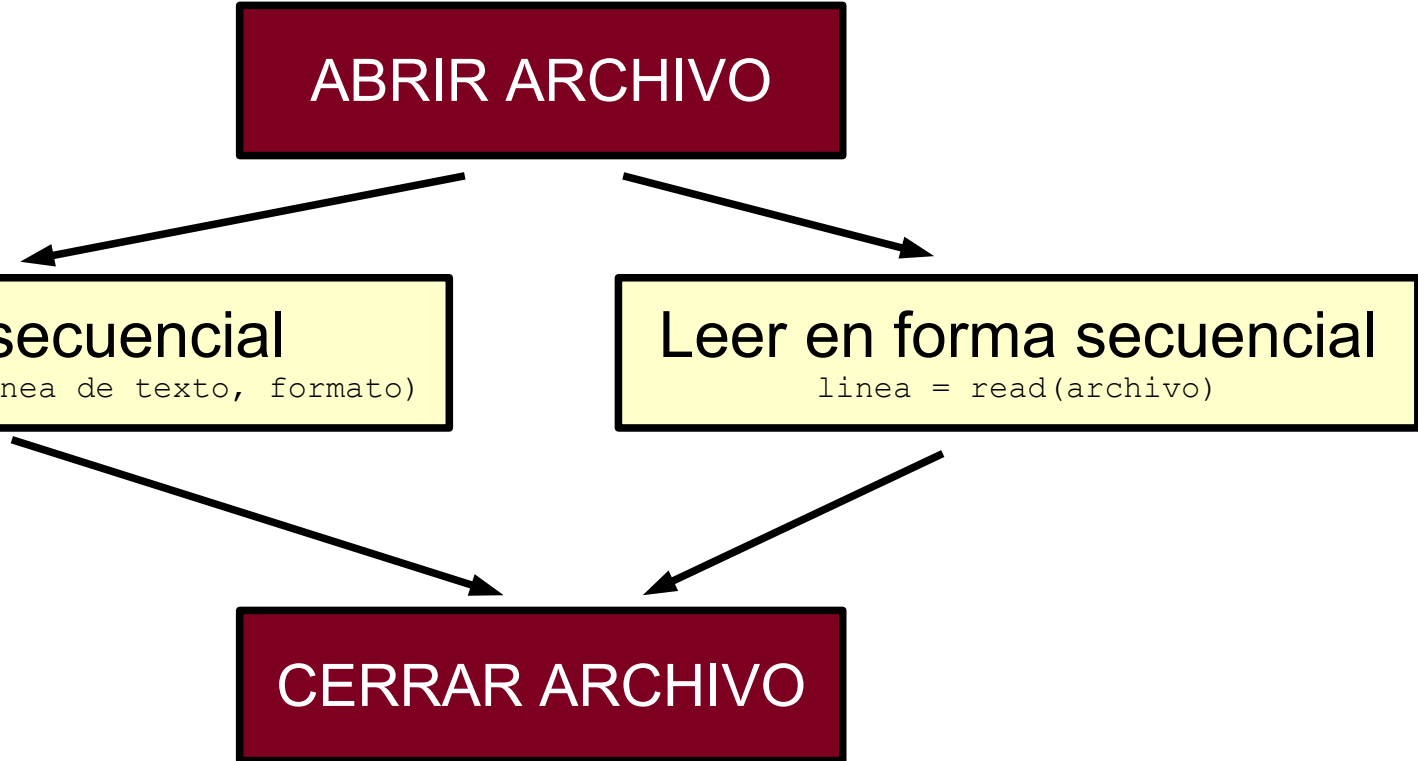 ABRIR ARCHIVO
secuencial
nea de texto, formato)
Leer en forma secuencial
linea = read(archivo)
CERRAR ARCHIVO